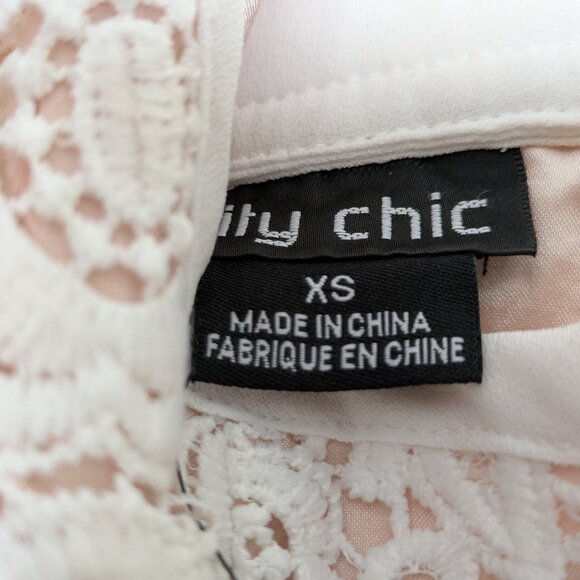 ity chic
XS
MADE IN CHINA
FABRIQUE EN CHINE